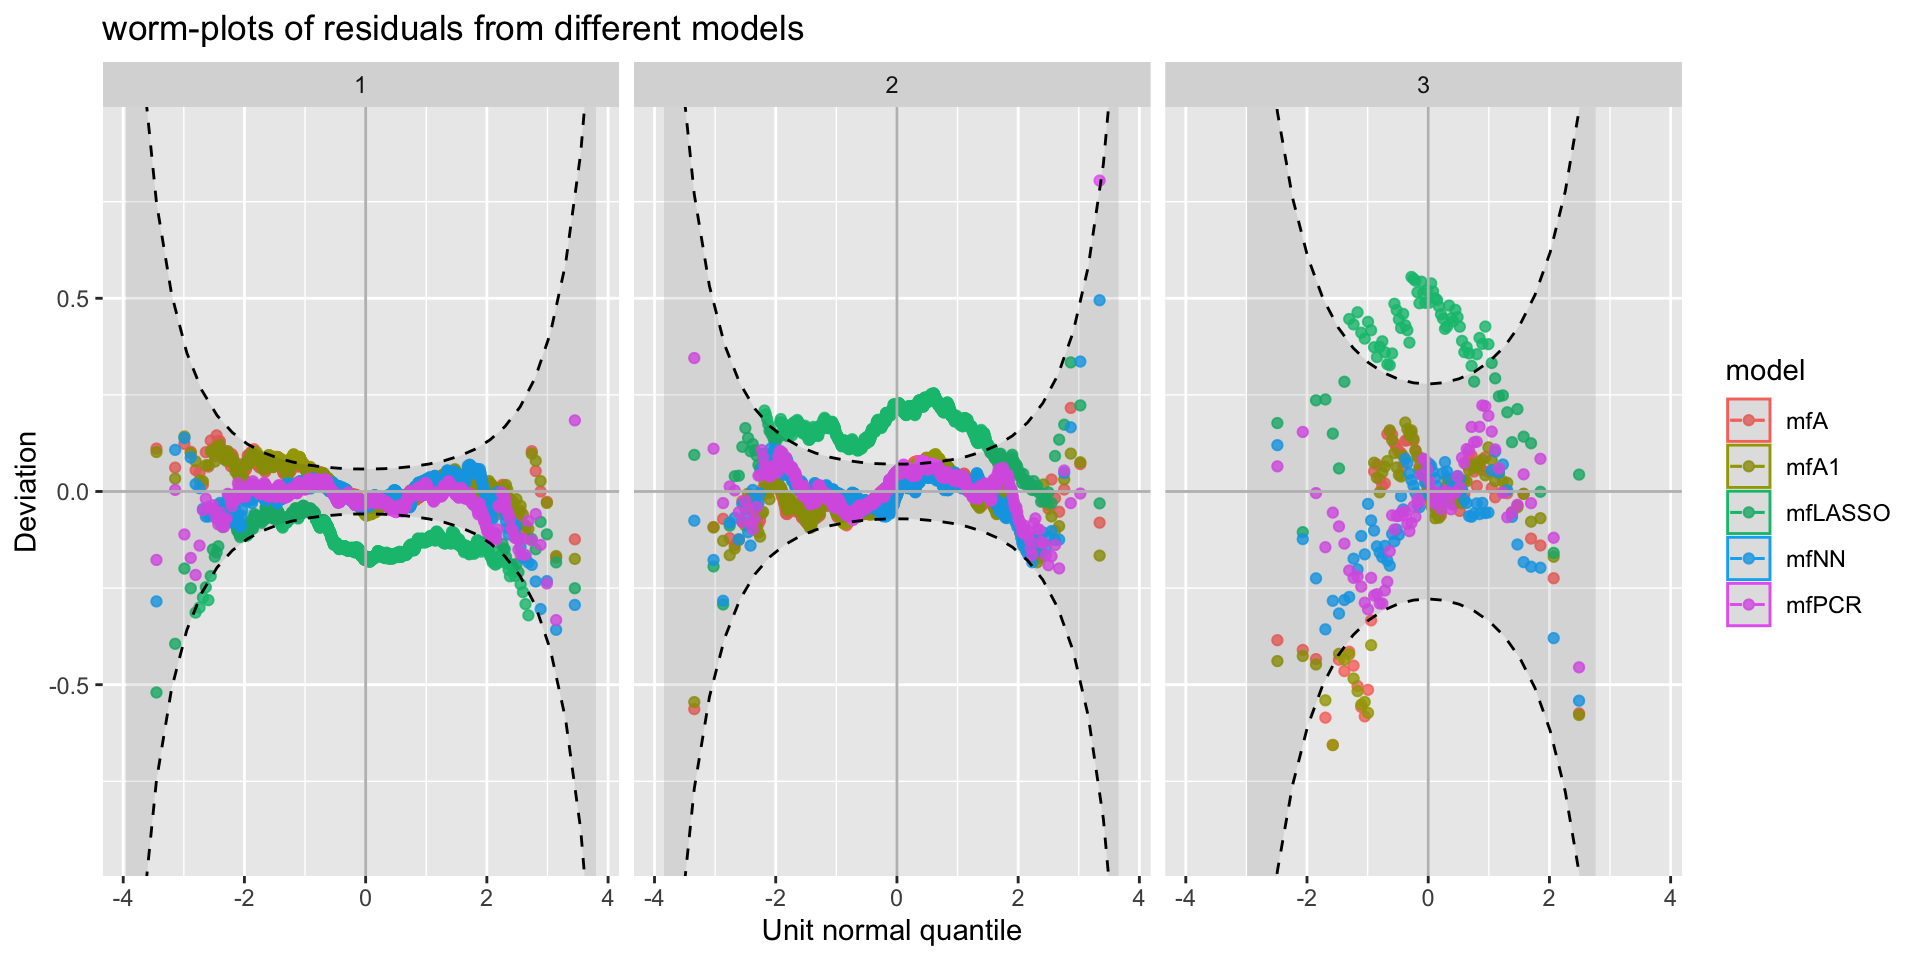 worm-plots of residuals from different models
1
2
3
Deviation
0.5
0.0
-0.5
-4 -2 0 2 4
-4 -2 0 2 4
-4 -2 0 2 4
Unit normal quantile
model
mfA
mfA1
mfLASSO
mfNN
mfPCR